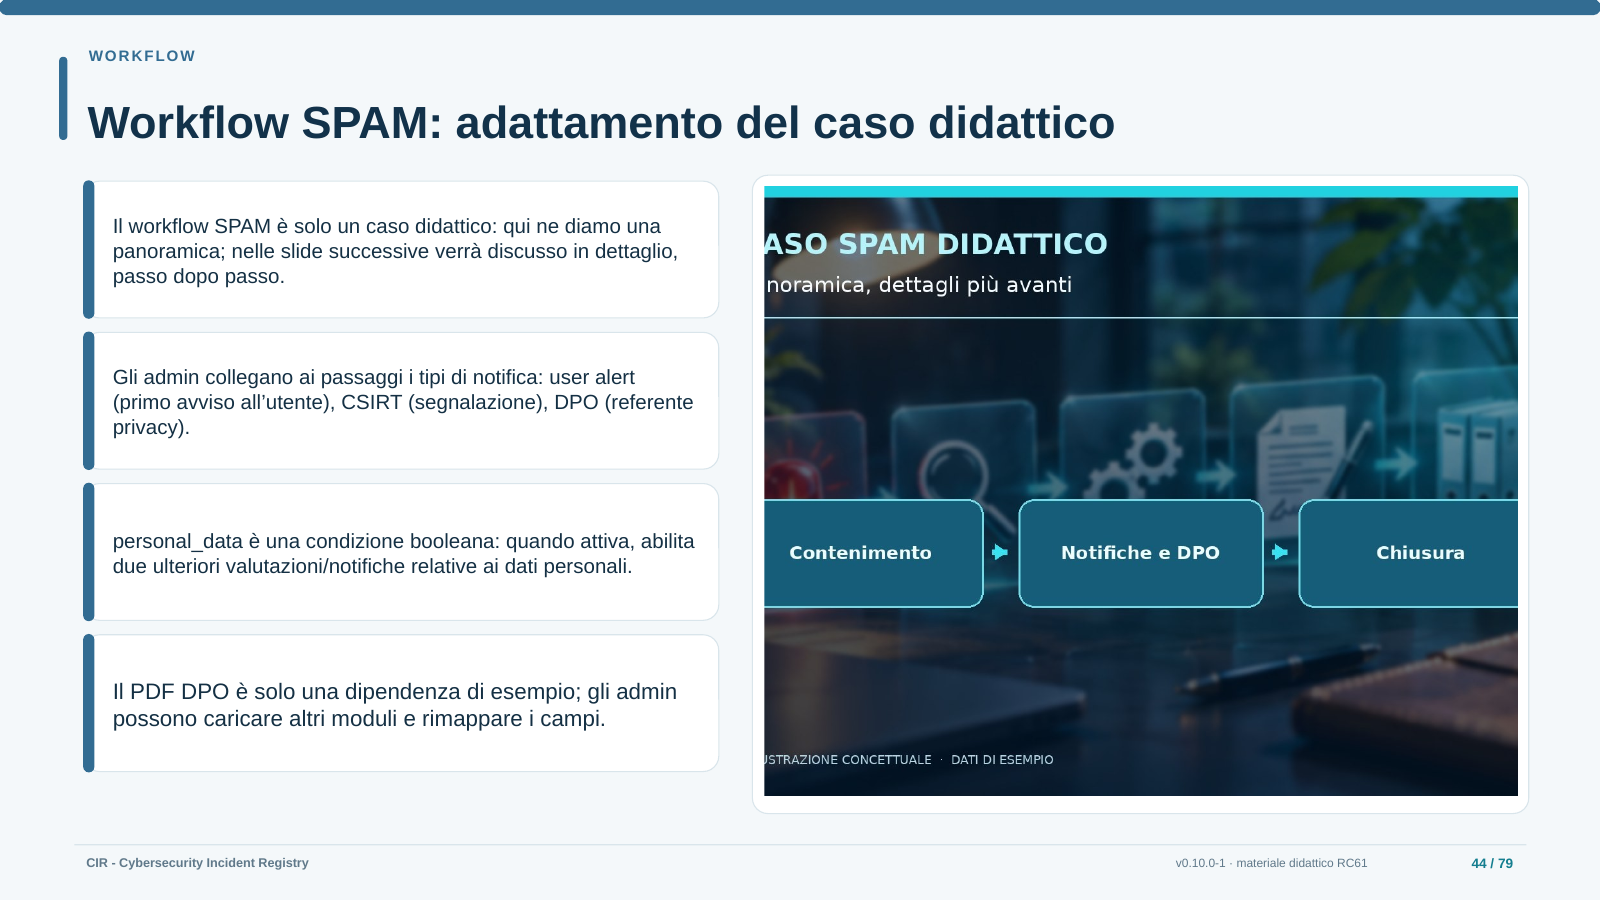 WORKFLOW
Workflow SPAM: adattamento del caso didattico
Il workflow SPAM è solo un caso didattico: qui ne diamo una
panoramica; nelle slide successive verrà discusso in dettaglio,
passo dopo passo.
Gli admin collegano ai passaggi i tipi di notifica: user alert
(primo avviso all’utente), CSIRT (segnalazione), DPO (referente
privacy).
personal_data è una condizione booleana: quando attiva, abilita
due ulteriori valutazioni/notifiche relative ai dati personali.
Il PDF DPO è solo una dipendenza di esempio; gli admin
possono caricare altri moduli e rimappare i campi.
ASO SPAM DIDATTICO
noramica, dettagli più avanti
Contenimento
Notifiche e DPO
Chiusura
USTRAZIONE CONCETTUALE · DATI DI ESEMPIO
CIR - Cybersecurity Incident Registry
v0.10.0-1 · materiale didattico RC61
44 / 79